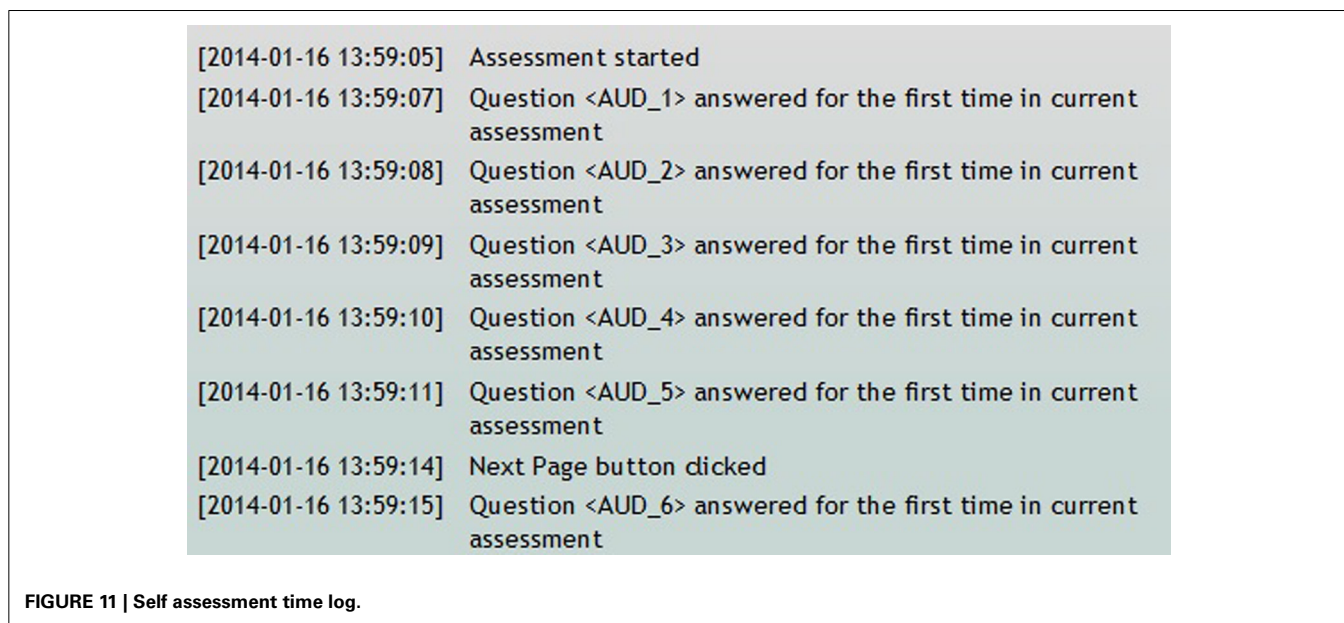 [2014-01-16 13:59:05] Assessment started
[2014-01-16 13:59:07] Question <AUD_1> answered for the first time in current
assessment
[2014-01-16 13:59:08] Question <AUD_2> answered for the first time in current
assessment
[2014-01-16 13:59:09] Question <AUD_3> answered for the first time in current
assessment
[2014-01-16 13:59:10] Question <AUD_4> answered for the first time in current
assessment
[2014-01-16 13:59:11] Question <AUD_5> answered for the first time in current
assessment
[2014-01-16 13:59:14] Next Page button clicked
[2014-01-16 13:59:15] Question <AUD_6> answered for the first time in current
assessment
FIGURE 11 | Self assessment time log.